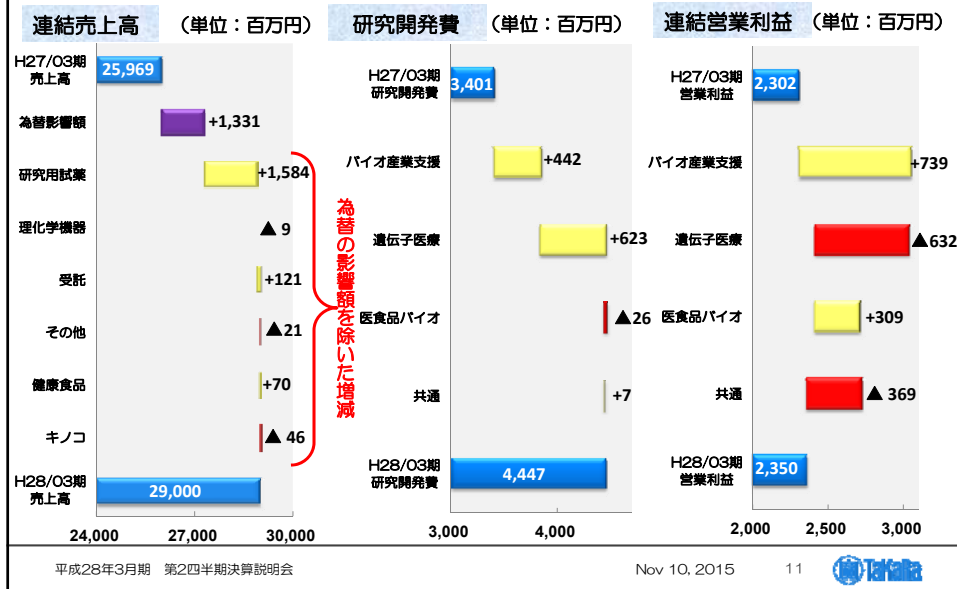 連結売上高 (単位：百万円)
H27/03期
売上高
25,969
為替影響額
+1,331
研究用試薬
+1,584
理化学機器
▲ 9
受託
+121
その他
▲21
健康食品
+70
キノコ
▲ 46
H28/03期
売上高
29,000
24,000 27,000 30,000
為替の影響額を除いた増減
研究開発費 (単位：百万円)
H27/03期
研究開発費
3,401
バイオ産業支援
+442
遺伝子医療
+623
医食品バイオ
▲26
共通
+7
H28/03期
研究開発費
4,447
3,000 4,000
連結営業利益 (単位：百万円)
H27/03期
営業利益
2,302
バイオ産業支援
+739
遺伝子医療
▲632
医食品バイオ
+309
共通
▲ 369
H28/03期
営業利益
2,350
2,000 2,500 3,000
平成28年3月期 第2四半期決算説明会
Nov 10, 2015
11
TaKaRa